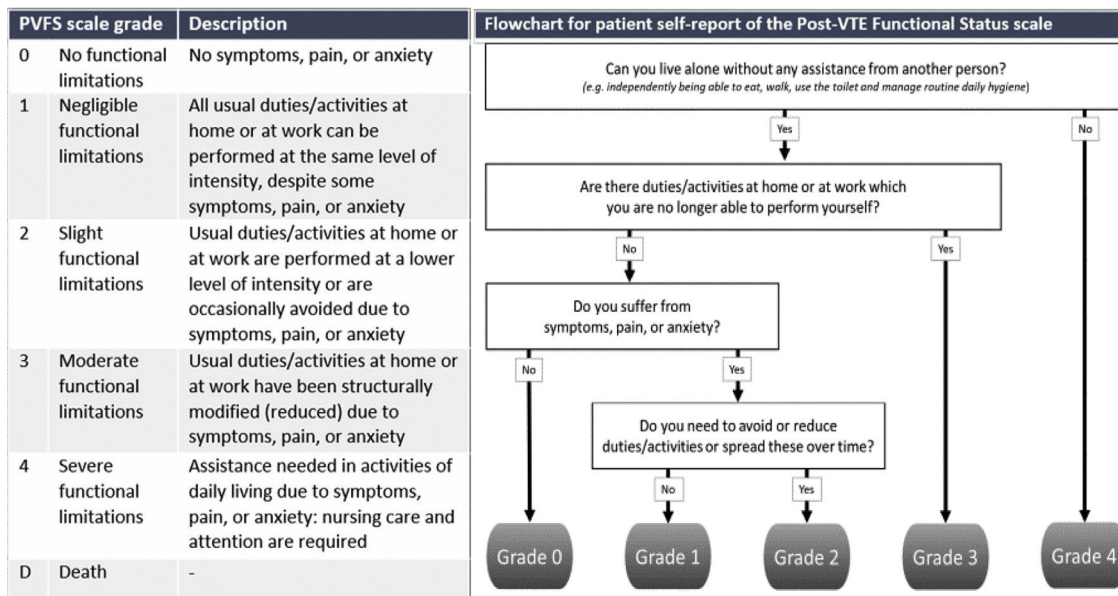 PVFS scale grade
Description
0
No functional
limitations
No symptoms, pain, or anxiety
1
Negligible
functional
limitations
All usual duties/activities at
home or at work can be
performed at the same level of
intensity, despite some
symptoms, pain, or anxiety
2
Slight
functional
limitations
Usual duties/activities at home or
at work are performed at a lower
level of intensity or are
occasionally avoided due to
symptoms, pain, or anxiety
3
Moderate
functional
limitations
Usual duties/activities at home or
at work have been structurally
modified (reduced) due to
symptoms, pain, or anxiety
4
Severe
functional
limitations
Assistance needed in activities of
daily living due to symptoms,
pain, or anxiety: nursing care and
attention are required
D
Death
-
Flowchart for patient self-report of the Post-VTE Functional Status scale
Can you live alone without any assistance from another person?
(e.g. independently being able to eat, walk, use the toilet and manage routine daily hygiene)
Yes
No
Are there duties/activities at home or at work which
you are no longer able to perform yourself?
No
Yes
Do you suffer from
symptoms, pain, or anxiety?
No
Yes
Do you need to avoid or reduce
duties/activities or spread these over time?
No
Yes
Grade 0
Grade 1
Grade 2
Grade 3
Grade 4